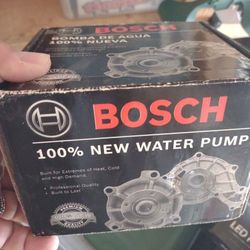 BOSCH
BOMBA DE AGUA
100% NUEVA
BOSCH
100% NEW WATER PUMP
Built for Extremes of Heat, Cold
and High Demand.
• Professional Quality
• Built to Last
PREMIUM